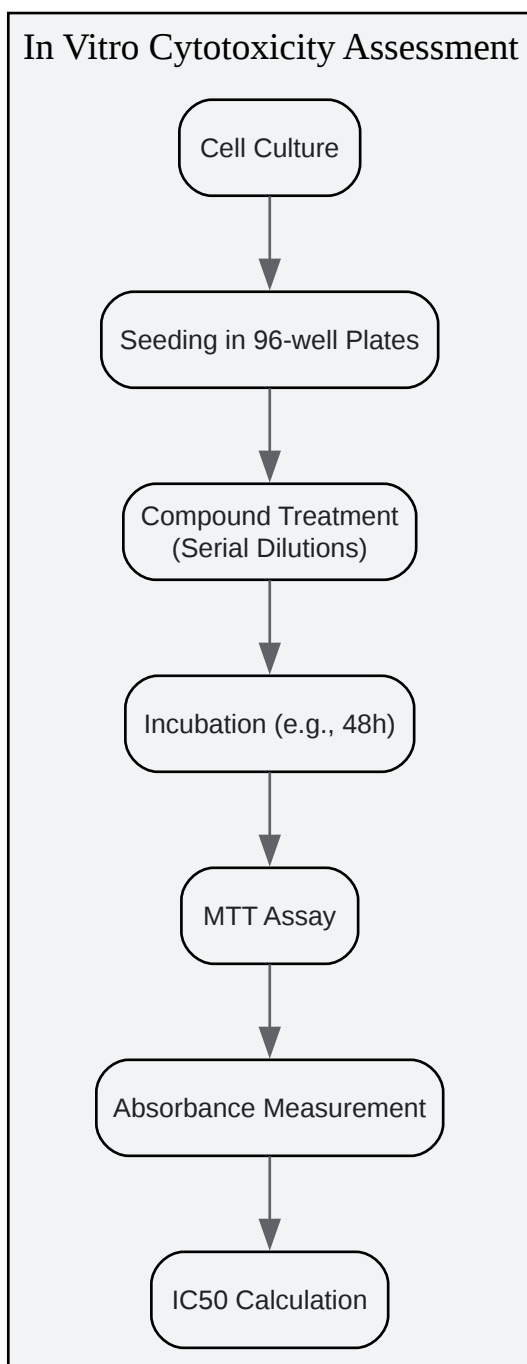 In Vitro Cytotoxicity Assessment
Cell Culture
Seeding in 96-well Plates
Compound Treatment
(Serial Dilutions)
Incubation (e.g., 48h)
MTT Assay
Absorbance Measurement
IC50 Calculation